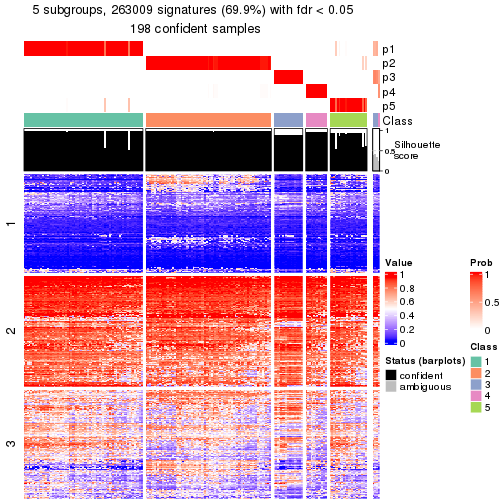 5 subgroups, 263009 signatures (69.9%) with fdr < 0.05
198 confident samples
p1
p2
p3
p4
p5
Class
1
0.5
0
Silhouette
score
1
2
3
Value
1
0.8
0.6
0.4
0.2
0
Status (barplots)
confident
ambiguous
Prob
1
0.5
0
Class
1
2
3
4
5